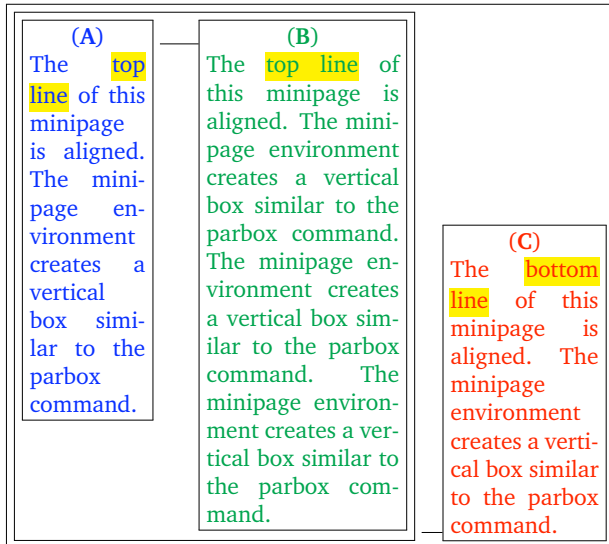 (A)
The top
line of this
minipage
is aligned.
The mini-
page en-
vironment
creates a
vertical
box simi-
lar to the
parbox
command.
(B)
The top line of
this minipage is
aligned. The mini-
page environment
creates a vertical
box similar to the
parbox command.
The minipage en-
vironment creates
a vertical box sim-
ilar to the parbox
command. The
minipage environ-
ment creates a ver-
tical box similar to
the parbox com-
mand.
(C)
The bottom
line of this
minipage is
aligned. The
minipage
environment
creates a verti-
cal box similar
to the parbox
command.